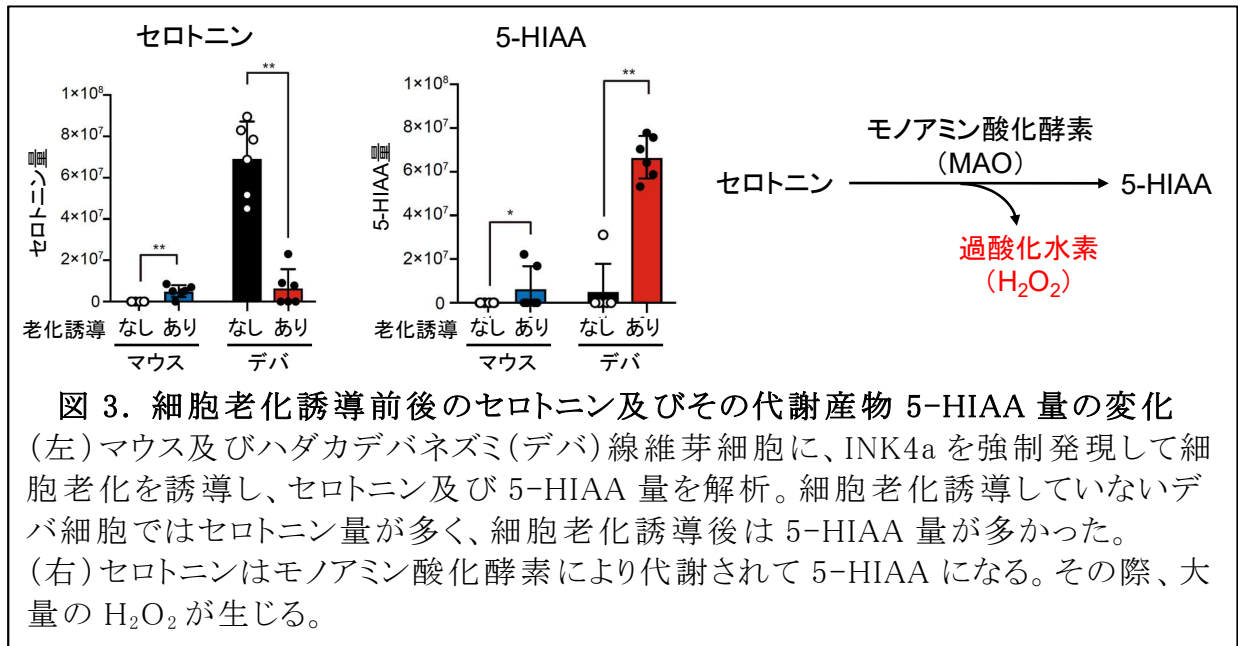 セロトニン
5-HIAA
**
1×10⁸
8×10⁷
6×10⁷
4×10⁷
2×10⁷
0
セロトニン量
**
老化誘導 なし あり なし あり
マウス デバ
**
1×10⁸
8×10⁷
6×10⁷
4×10⁷
2×10⁷
0
5-HIAA量
*
老化誘導 なし あり なし あり
マウス デバ
モノアミン酸化酵素
(MAO)
セロトニン 5-HIAA
過酸化水素
(H₂O₂)
図 3. 細胞老化誘導前後のセロトニン及びその代謝産物 5-HIAA 量の変化
(左)マウス及びハダカデバネズミ(デバ)線維芽細胞に、INK4a を強制発現して細
胞老化を誘導し、セロトニン及び 5-HIAA 量を解析。細胞老化誘導していないデ
バ細胞ではセロトニン量が多く、細胞老化誘導後は 5-HIAA 量が多かった。
(右)セロトニンはモノアミン酸化酵素により代謝されて 5-HIAA になる。その際、大
量の H₂O₂ が生じる。